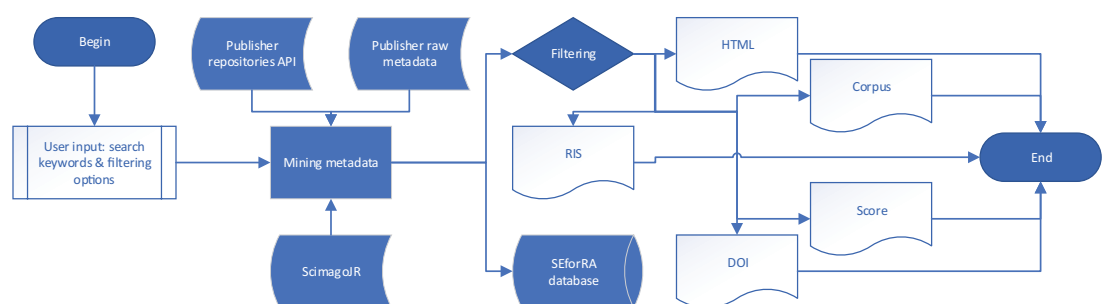 Begin
Publisher
repositories API
Publisher raw
metadata
Filtering
HTML
Corpus
User input: search
keywords & filtering
options
Mining metadata
RIS
End
Score
ScimagoJR
SEforRA
database
DOI